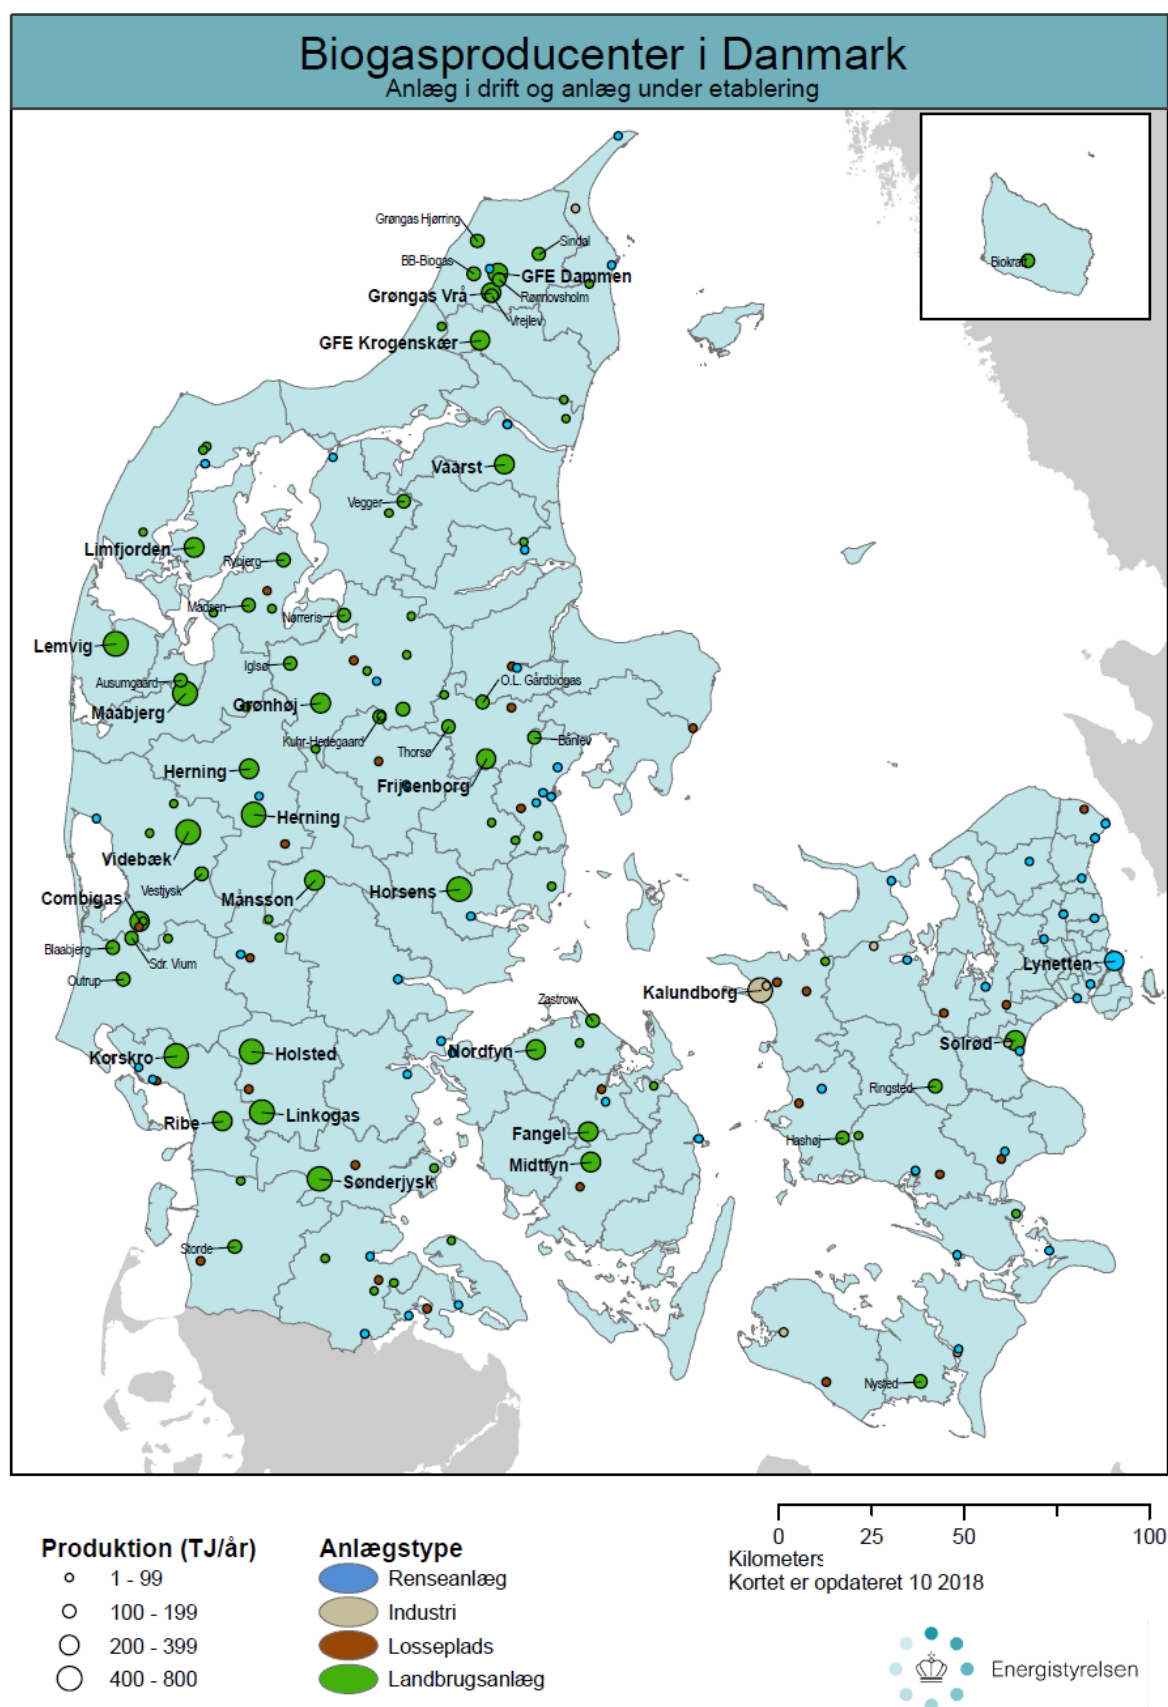 Biogasproducenter i Danmark
Anlæg i drift og anlæg under etablering
Biokraft
Grøngas Hjørring
Sindal
BB-Biogas
GFE Dammen
Grøngas Vrå
Rønnovsholm
Vrejlev
GFE Krogenskær
Vaarst
Vegger
Limfjorden
Rybjerg
Madsen
Nørreris
Lemvig
Iglsø
Ausumgaard
O.L. Gårdbiogas
Maabjerg
Grønhøj
Kuhr-Hedegaard
Thorsø
Bånlev
Herning
Frijsenborg
Herning
Videbæk
Vestjysk
Månsson
Horsens
Combigas
Blaabjerg
Sdr. Vium
Outrup
Lynetten
Kalundborg
Zastrow
Solrød
Korskro
Holsted
Nordfyn
Ringsted
Linkogas
Ribe
Fangel
Hashøj
Midtfyn
Sønderjysk
Storde
Nysted
0 25 50 100
Kilometers
Kortet er opdateret 10 2018
Produktion (TJ/år)
1 - 99
100 - 199
200 - 399
400 - 800
Anlægstype
Renseanlæg
Industri
Losseplads
Landbrugsanlæg
Energistyrelsen